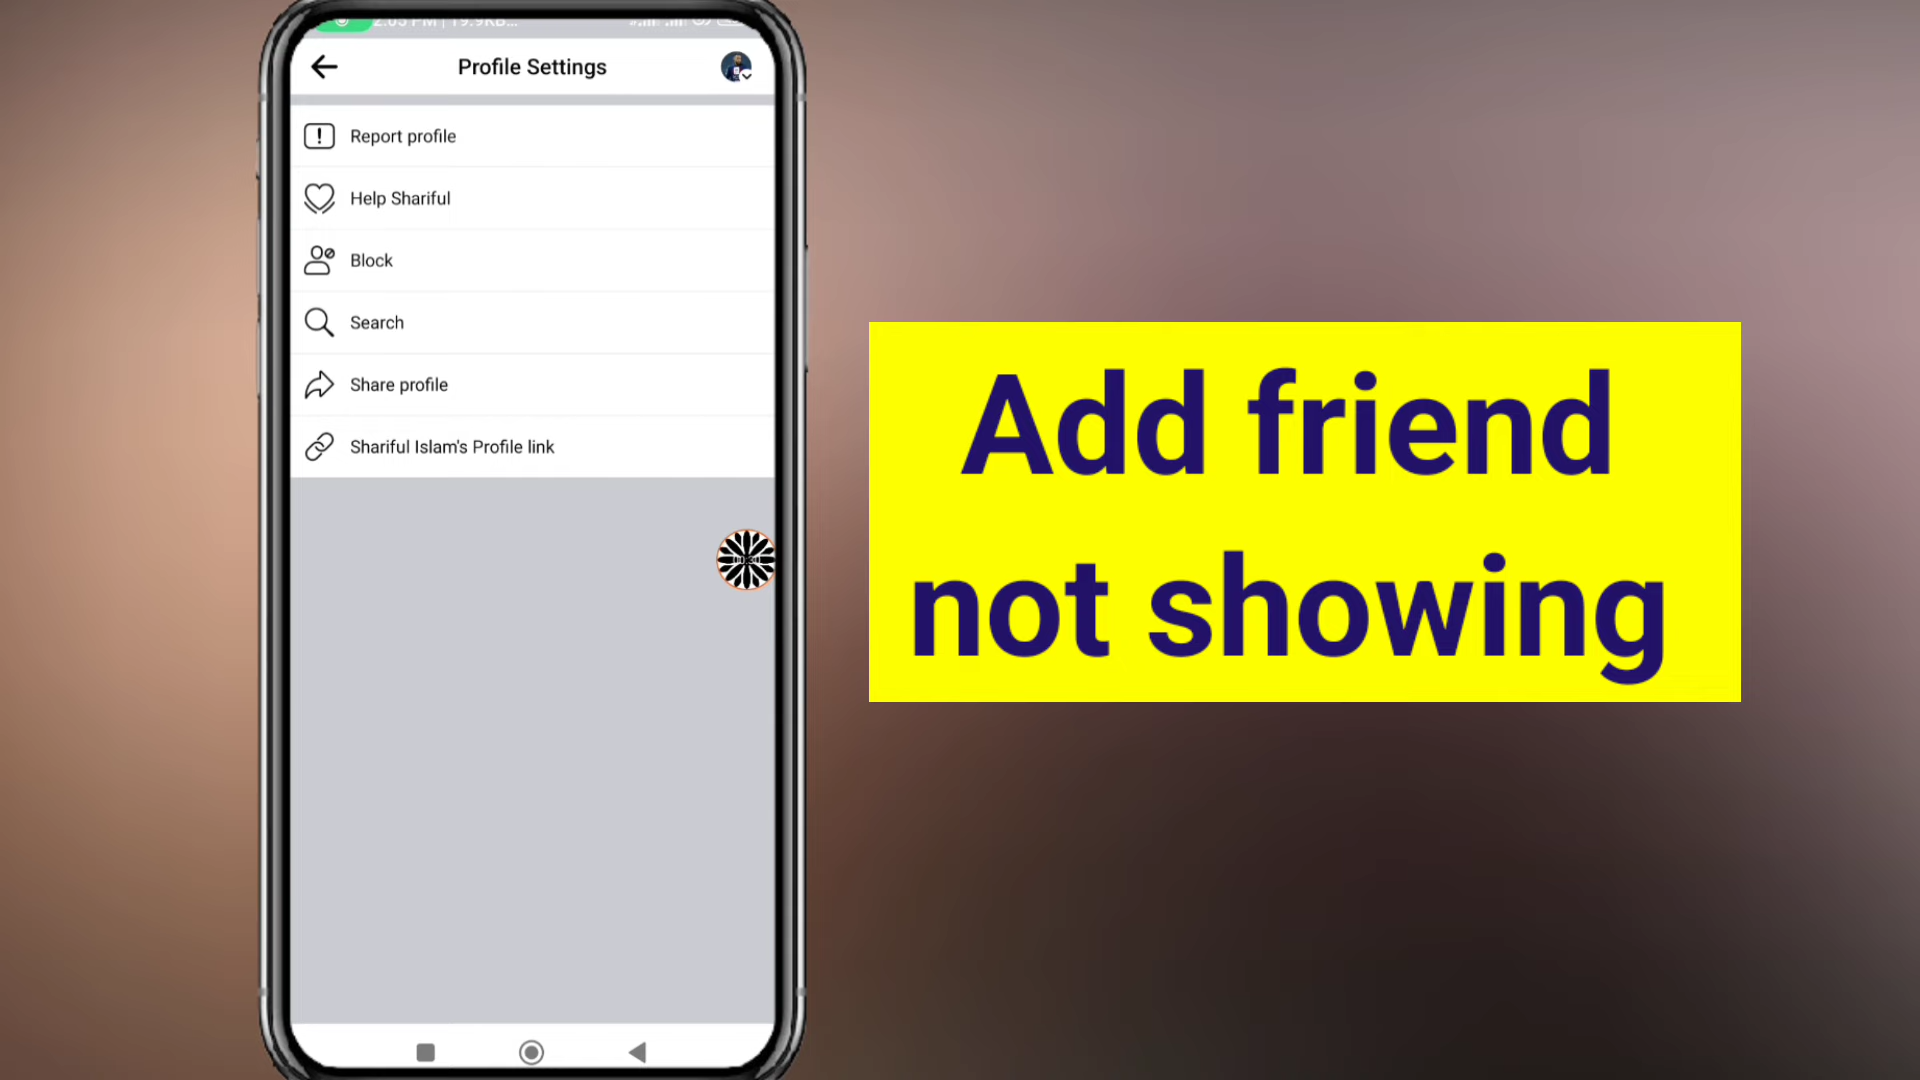 Profile Settings
Report profile
Help Shariful
Block
Search
Share profile
Shariful Islam's Profile link
Add friend
not showing